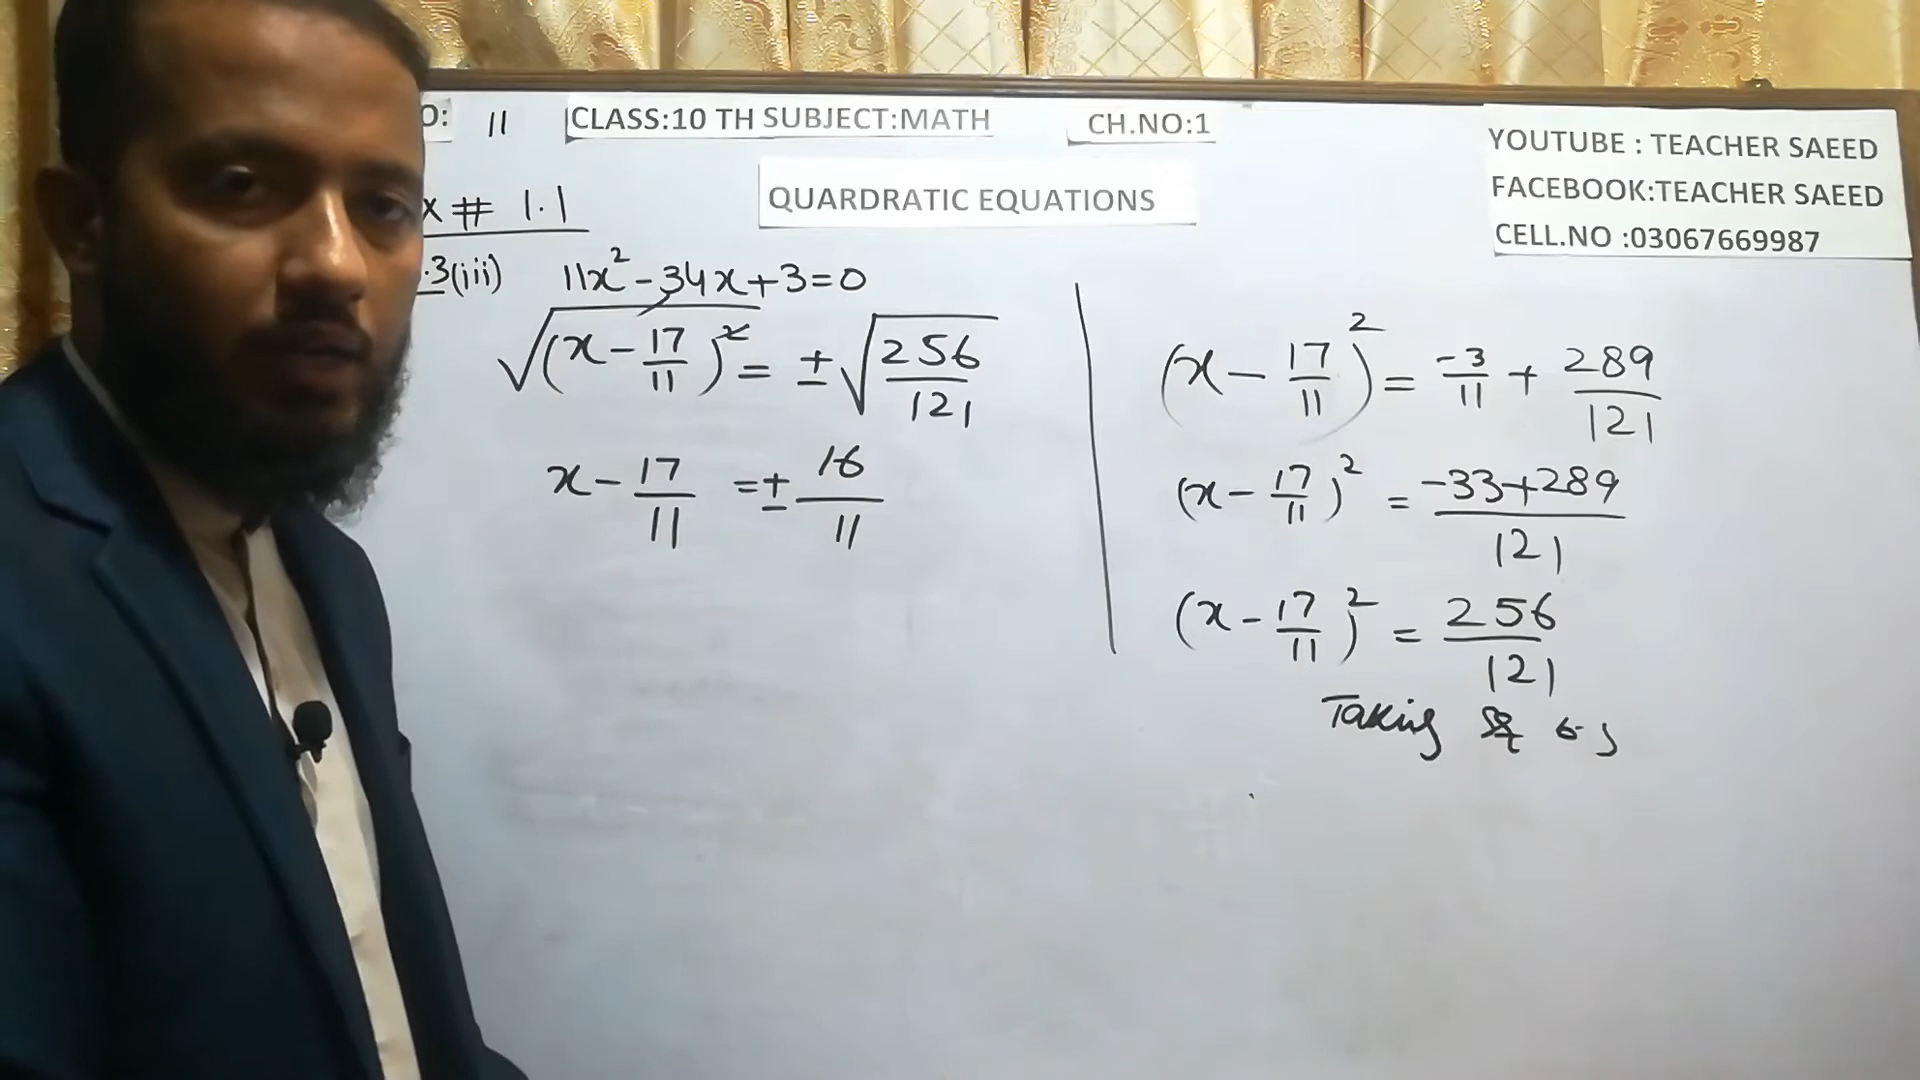 O: 11 CLASS:10 TH SUBJECT:MATH CH.NO:1
QUARDRATIC EQUATIONS
YOUTUBE : TEACHER SAEED
FACEBOOK:TEACHER SAEED
CELL.NO :03067669987
x # 1.1
.3(iii) 11x² - 34x + 3 = 0
√(x - 17/11)² = ± √256/121
x - 17/11 = ± 16/11
(x - 17/11)² = -3/11 + 289/121
(x - 17/11)² = -33+289/121
(x - 17/11)² = 256/121
Taking